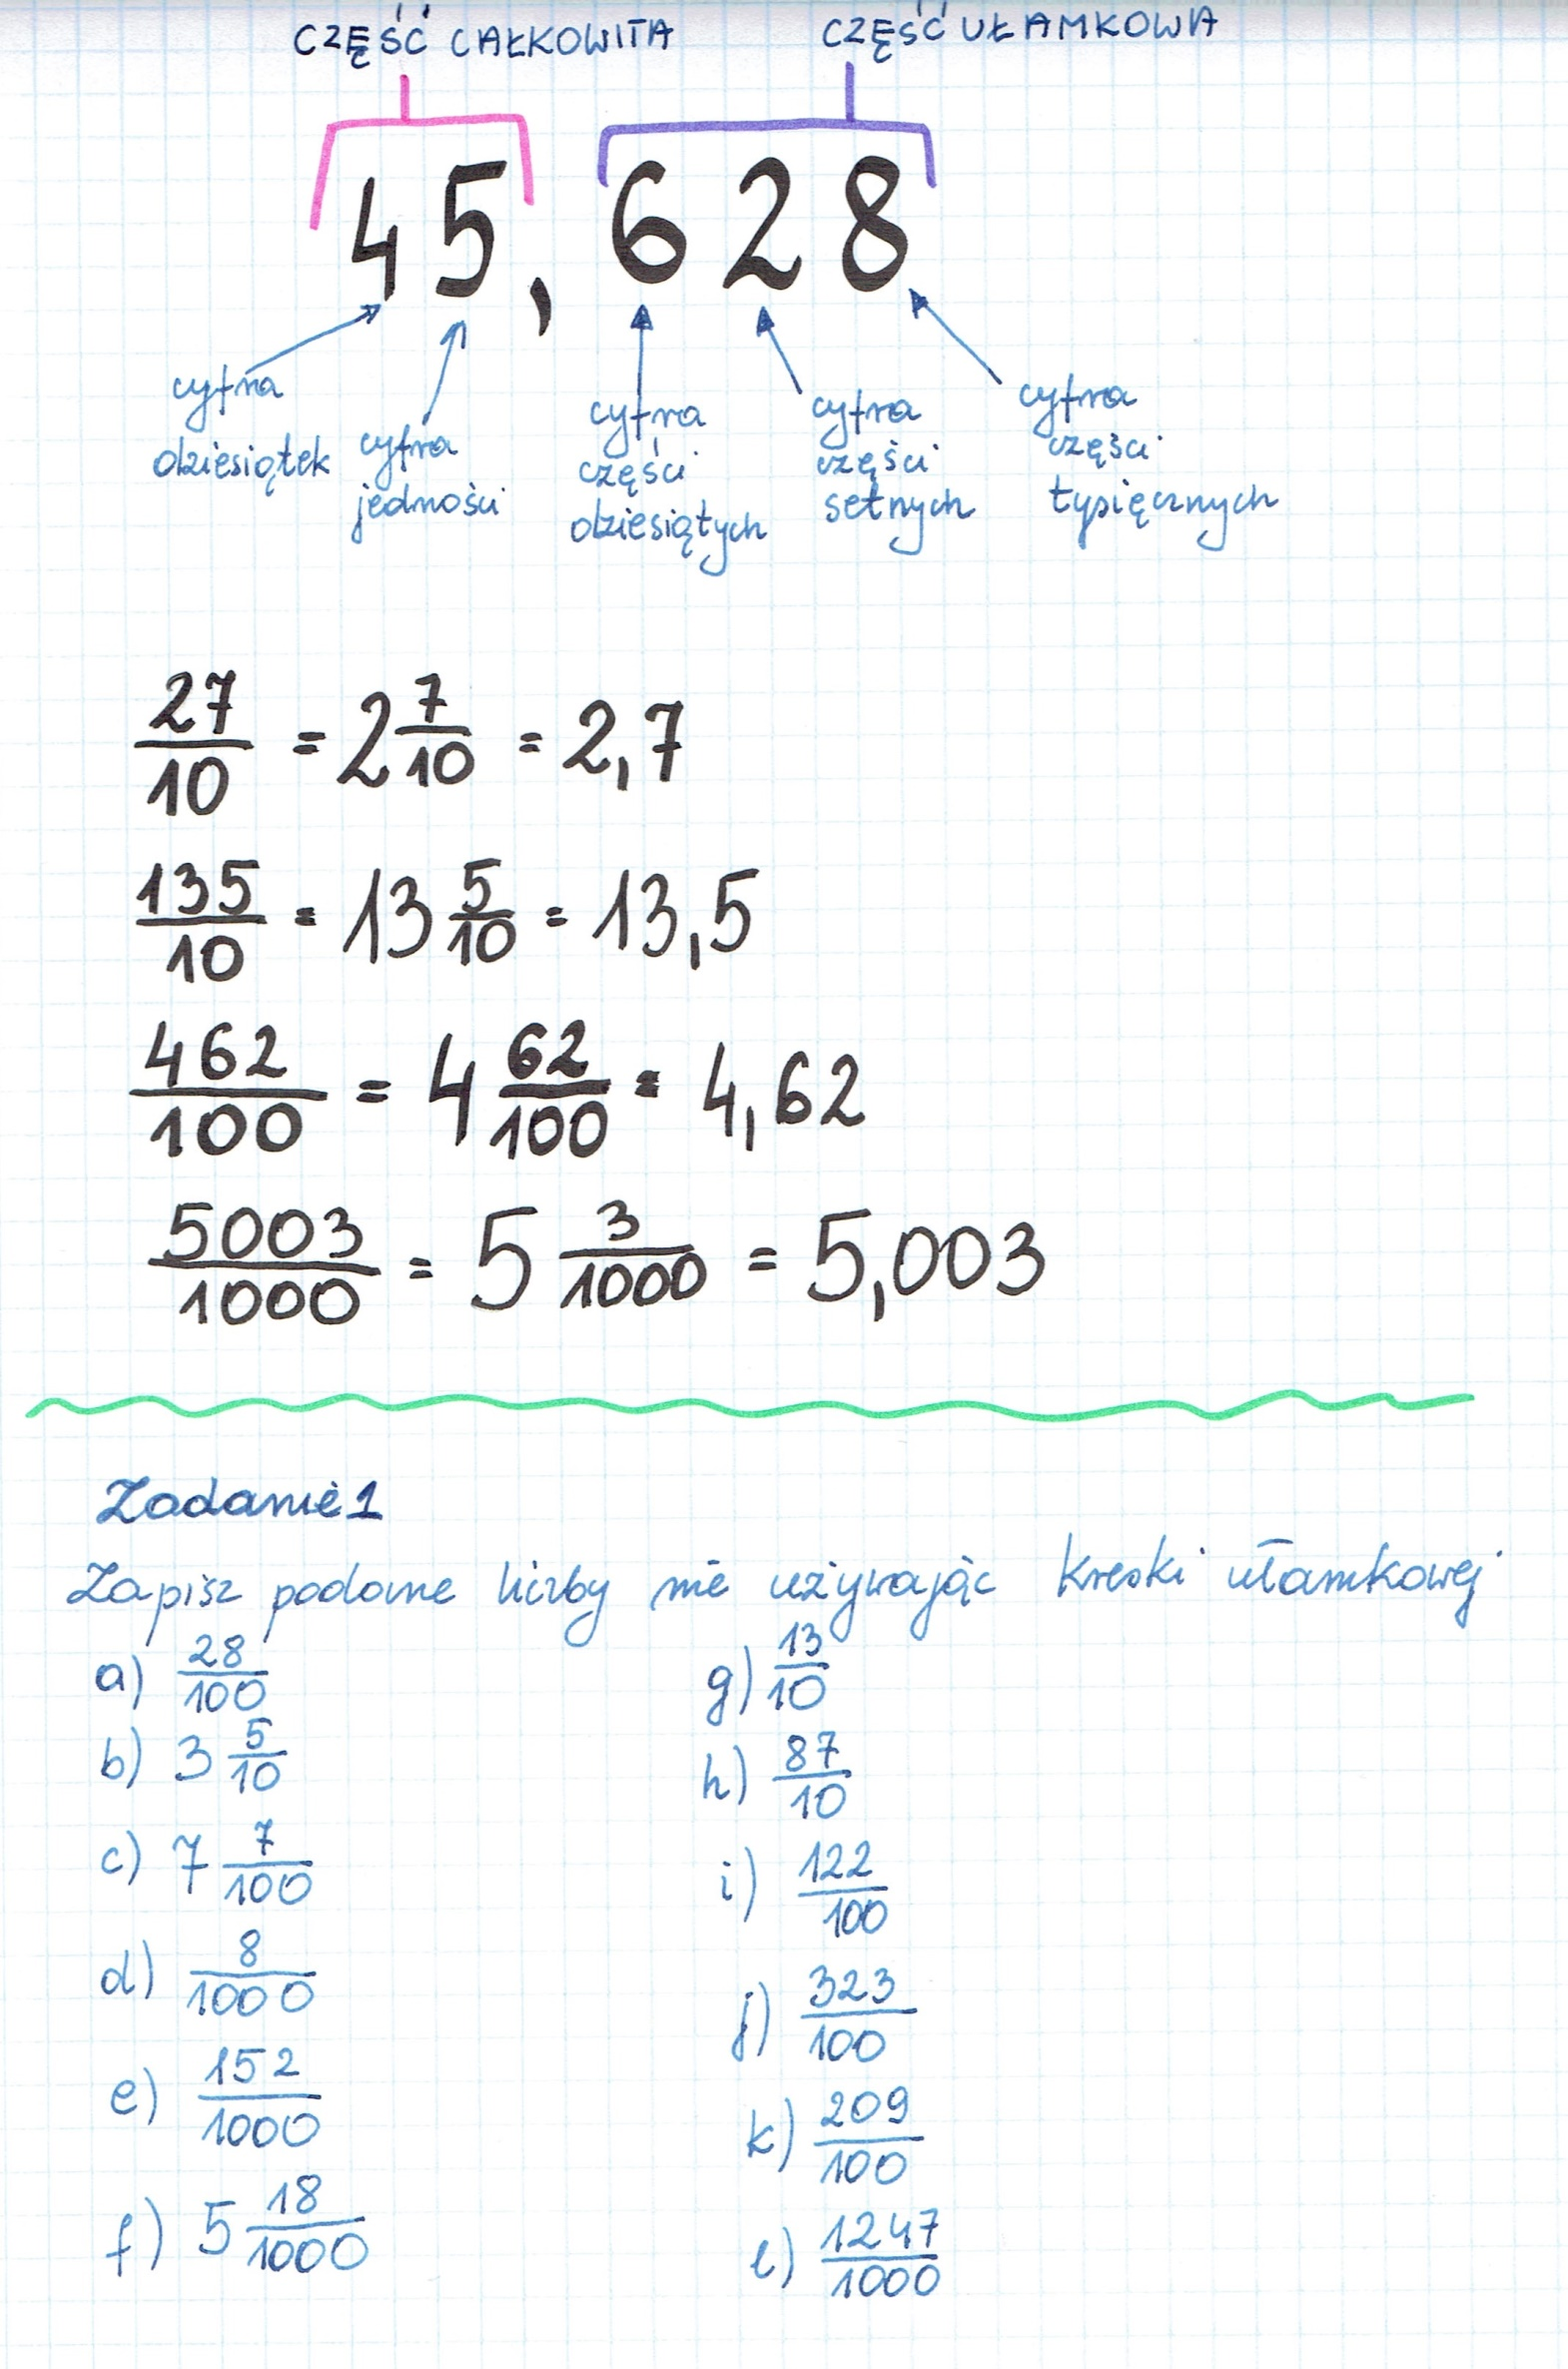 CZĘŚĆ CAŁKOWITA CZĘŚĆ UŁAMKOWA
45,628
cyfra dziesiątek
cyfra jedności
cyfra części dziesiątych
cyfra części setnych
cyfra części tysięcznych
27/10 = 2 7/10 = 2,7
135/10 = 13 5/10 = 13,5
462/100 = 4 62/100 = 4,62
5003/1000 = 5 3/1000 = 5,003
Zadanie 1
Zapisz podane liczby nie używając kreski ułamkowej
a) 28/100
b) 3 5/10
c) 7 7/100
d) 8/1000
e) 152/1000
f) 5 18/1000
g) 13/10
h) 87/10
i) 122/100
j) 323/100
k) 209/100
l) 1247/1000